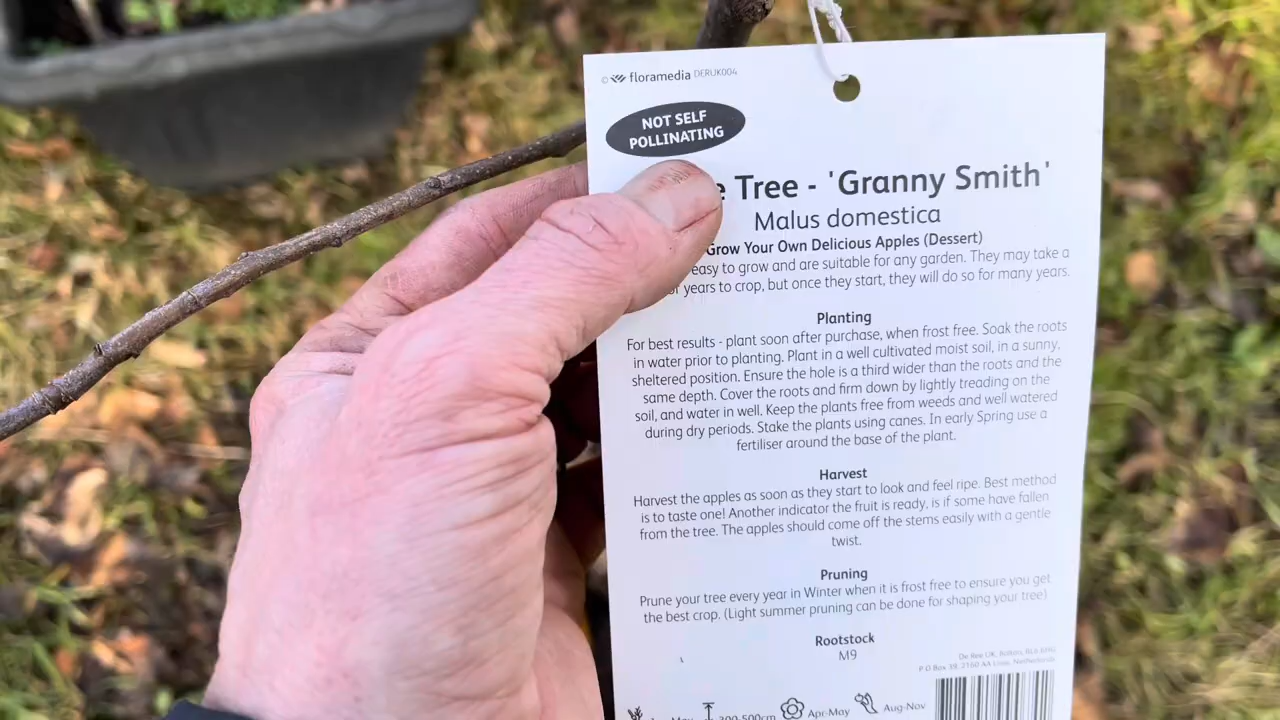 © floramedia DERUK004
NOT SELF
POLLINATING
e Tree - 'Granny Smith'
Malus domestica
Grow Your Own Delicious Apples (Dessert)
easy to grow and are suitable for any garden. They may take a
years to crop, but once they start, they will do so for many years.
Planting
For best results - plant soon after purchase, when frost free. Soak the roots
in water prior to planting. Plant in a well cultivated moist soil, in a sunny,
sheltered position. Ensure the hole is a third wider than the roots and the
same depth. Cover the roots and firm down by lightly treading on the
soil, and water in well. Keep the plants free from weeds and well watered
during dry periods. Stake the plants using canes. In early Spring use a
fertiliser around the base of the plant.
Harvest
Harvest the apples as soon as they start to look and feel ripe. Best method
is to taste one! Another indicator the fruit is ready, is if some have fallen
from the tree. The apples should come off the stems easily with a gentle
twist.
Pruning
Prune your tree every year in Winter when it is frost free to ensure you get
the best crop. (Light summer pruning can be done for shaping your tree)
Rootstock
M9
De Ree UK,
P O Box 38, 2160 AA Lisse, Netherlands
300-500cm Apr-May Aug-Nov